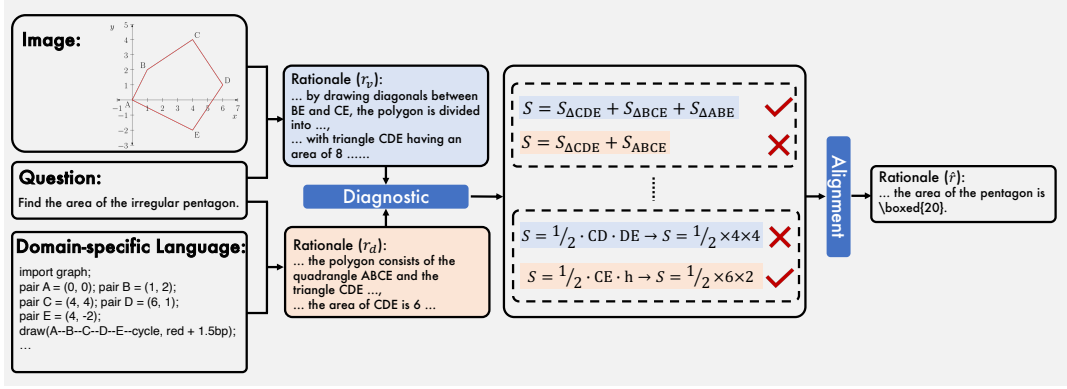 Image:
y
5
4
3
2
1
−1
−2
−3
−1
1
2
3
4
5
6
7
x
A
B
C
D
E
Question:
Find the area of the irregular pentagon.
Domain-specific Language:
import graph;
pair A = (0, 0); pair B = (1, 2);
pair C = (4, 4); pair D = (6, 1);
pair E = (4, -2);
draw(A--B--C--D--E--cycle, red + 1.5bp);
...
Rationale (r_v):
... by drawing diagonals between
BE and CE, the polygon is divided
into ...,
... with triangle CDE having an
area of 8 ......
Diagnostic
Rationale (r_d):
... the polygon consists of the
quadrangle ABCE and the
triangle CDE ...,
... the area of CDE is 6 ...
S = S_ΔCDE + S_ΔBCE + S_ΔABE
S = S_ΔCDE + S_ABCE
S = 1/2 · CD · DE → S = 1/2 ×4×4
S = 1/2 · CE · h → S = 1/2 ×6×2
Alignment
Rationale (r̂):
... the area of the pentagon is
\boxed{20}.